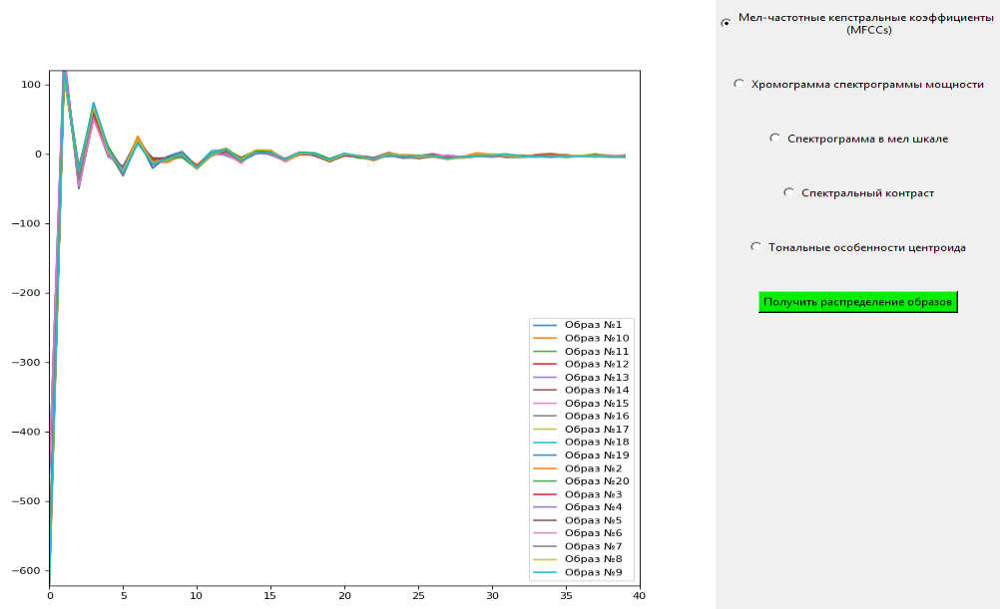 100
0
−100
−200
−300
−400
−500
−600
0 5 10 15 20 25 30 35 40
Образ №1
Образ №10
Образ №11
Образ №12
Образ №13
Образ №14
Образ №15
Образ №16
Образ №17
Образ №18
Образ №19
Образ №2
Образ №20
Образ №3
Образ №4
Образ №5
Образ №6
Образ №7
Образ №8
Образ №9
Мел-частотные кепстральные коэффициенты
(MFCCs)
Хромограмма спектрограммы мощности
Спектрограмма в мел шкале
Спектральный контраст
Тональные особенности центроида
Получить распределение образов